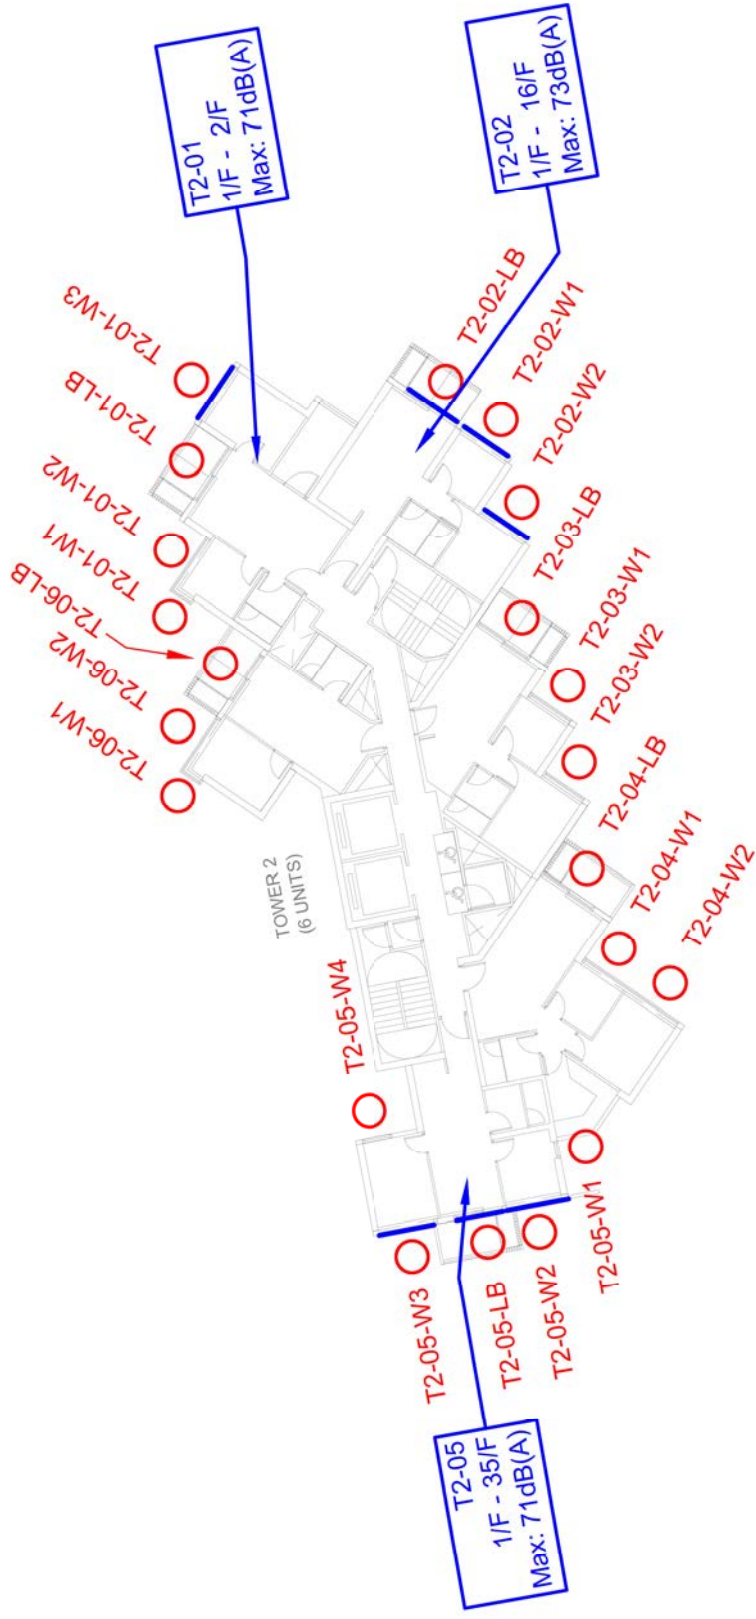 T2-01
1/F - 2/F
Max: 71dB(A)
T2-02
1/F - 16/F
Max: 73dB(A)
T2-01-W3
T2-01-LB
T2-01-W2
T2-01-W1
T2-06-LB
T2-06-W2
T2-06-W1
T2-02-LB
T2-02-W1
T2-02-W2
T2-03-LB
T2-03-W1
T2-03-W2
T2-04-LB
T2-04-W1
T2-04-W2
TOWER 2
(6 UNITS)
T2-05-W4
T2-05-W3
T2-05-LB
T2-05-W2
T2-05-W1
T2-05
1/F - 35/F
Max: 71dB(A)